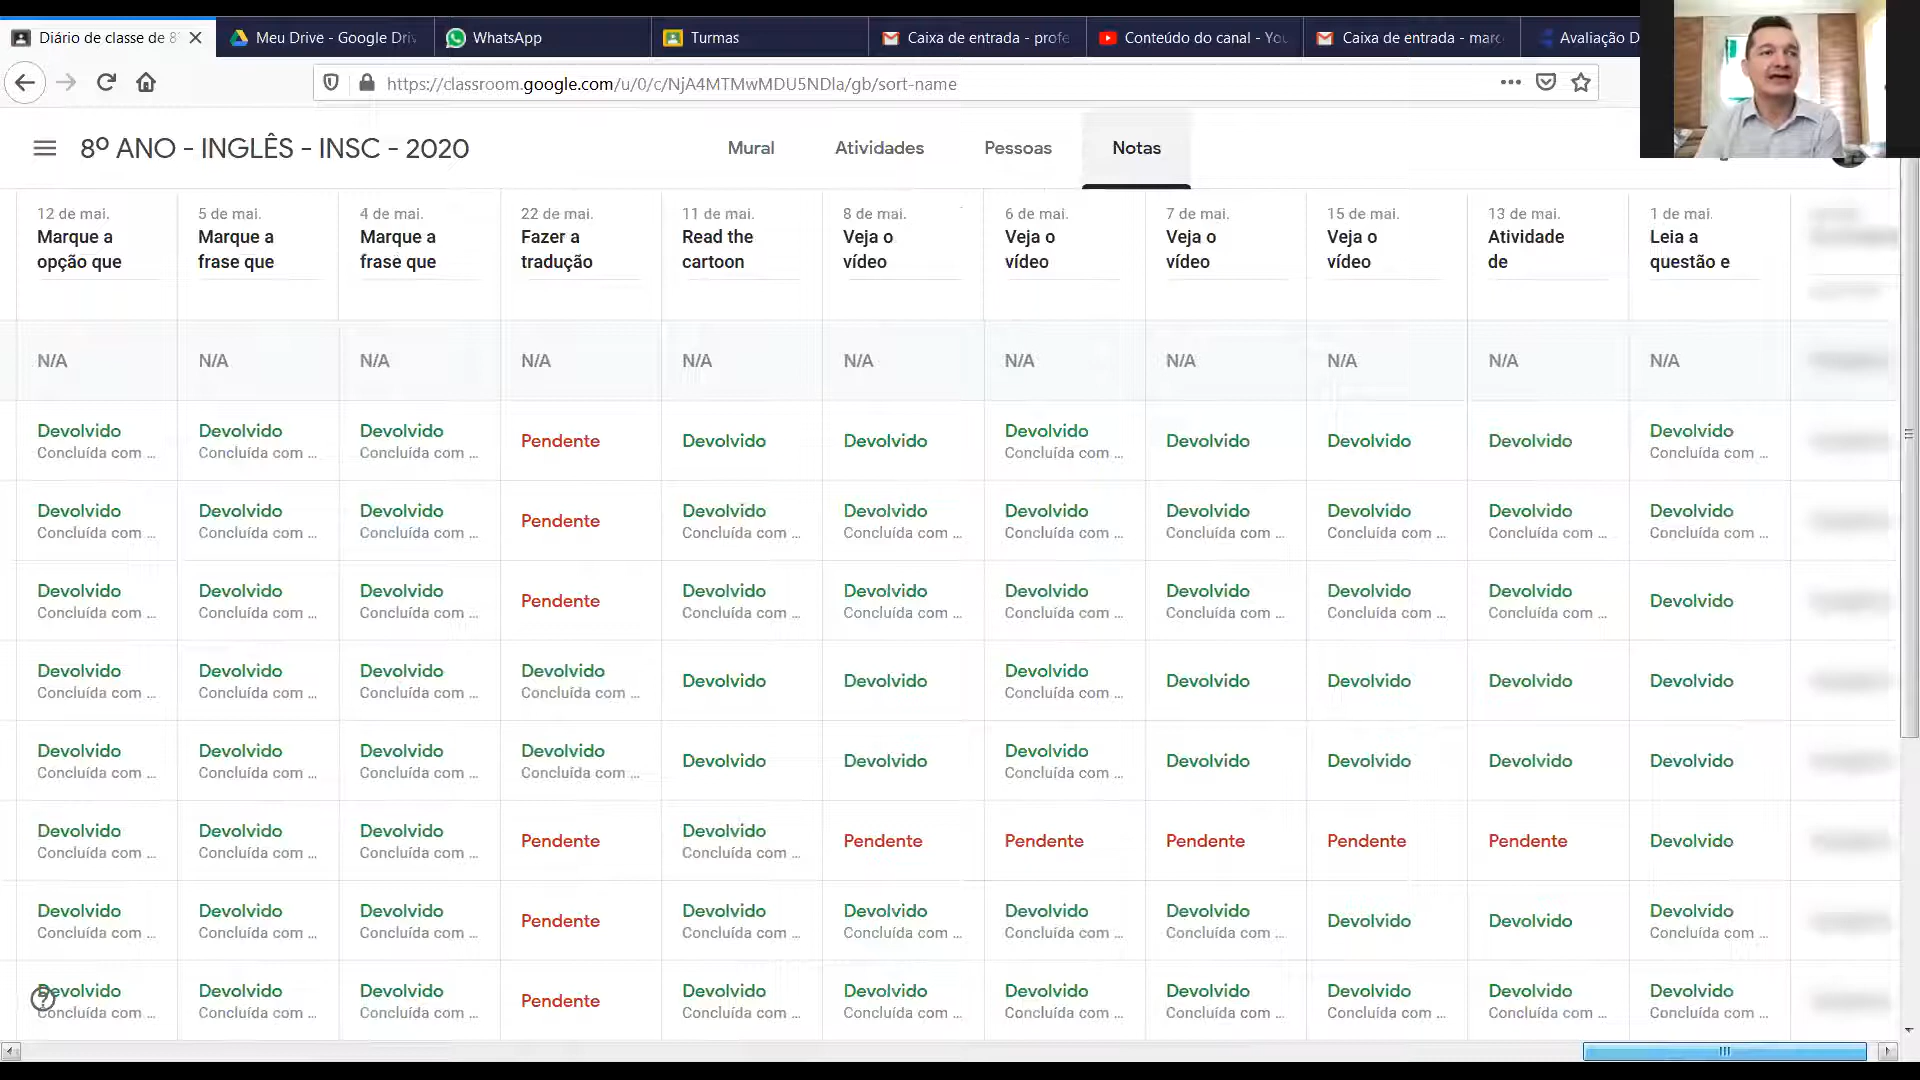 Diário de classe de 8º
Meu Drive - Google Driv
WhatsApp
Turmas
Caixa de entrada - profe
Conteúdo do canal - You
Caixa de entrada - marc
Avaliação D
https://classroom.google.com/u/0/c/NjA4MTMwMDU5NDla/gb/sort-name
8º ANO - INGLÊS - INSC - 2020
Mural
Atividades
Pessoas
Notas
12 de mai. 5 de mai. 4 de mai. 22 de mai. 11 de mai. 8 de mai. 6 de mai. 7 de mai. 15 de mai. 13 de mai. 1 de mai.
Marque a Marque a Marque a Fazer a Read the Veja o Veja o Veja o Veja o Atividade Leia a
opção que frase que frase que tradução cartoon vídeo vídeo vídeo vídeo de questão e
N/A N/A N/A N/A N/A N/A N/A N/A N/A N/A N/A
Devolvido Devolvido Devolvido Pendente Devolvido Devolvido Devolvido Devolvido Devolvido Devolvido Devolvido
Concluída com ... Concluída com ... Concluída com ... Concluída com ... Concluída com ...
Devolvido Devolvido Devolvido Pendente Devolvido Devolvido Devolvido Devolvido Devolvido Devolvido Devolvido
Concluída com ... Concluída com ... Concluída com ... Concluída com ... Concluída com ... Concluída com ... Concluída com ... Concluída com ... Concluída com ... Concluída com ...
Devolvido Devolvido Devolvido Pendente Devolvido Devolvido Devolvido Devolvido Devolvido Devolvido Devolvido
Concluída com ... Concluída com ... Concluída com ... Concluída com ... Concluída com ... Concluída com ... Concluída com ... Concluída com ... Concluída com ...
Devolvido Devolvido Devolvido Devolvido Devolvido Devolvido Devolvido Devolvido Devolvido Devolvido Devolvido
Concluída com ... Concluída com ... Concluída com ... Concluída com ... Concluída com ...
Devolvido Devolvido Devolvido Devolvido Devolvido Devolvido Devolvido Devolvido Devolvido Devolvido Devolvido
Concluída com ... Concluída com ... Concluída com ... Concluída com ... Concluída com ...
Devolvido Devolvido Devolvido Pendente Devolvido Pendente Pendente Pendente Pendente Pendente Devolvido
Concluída com ... Concluída com ... Concluída com ... Concluída com ...
Devolvido Devolvido Devolvido Pendente Devolvido Devolvido Devolvido Devolvido Devolvido Devolvido Devolvido
Concluída com ... Concluída com ... Concluída com ... Concluída com ... Concluída com ... Concluída com ... Concluída com ... Concluída com ...
Devolvido Devolvido Devolvido Pendente Devolvido Devolvido Devolvido Devolvido Devolvido Devolvido Devolvido
Concluída com ... Concluída com ... Concluída com ... Concluída com ... Concluída com ... Concluída com ... Concluída com ... Concluída com ... Concluída com ... Concluída com ...